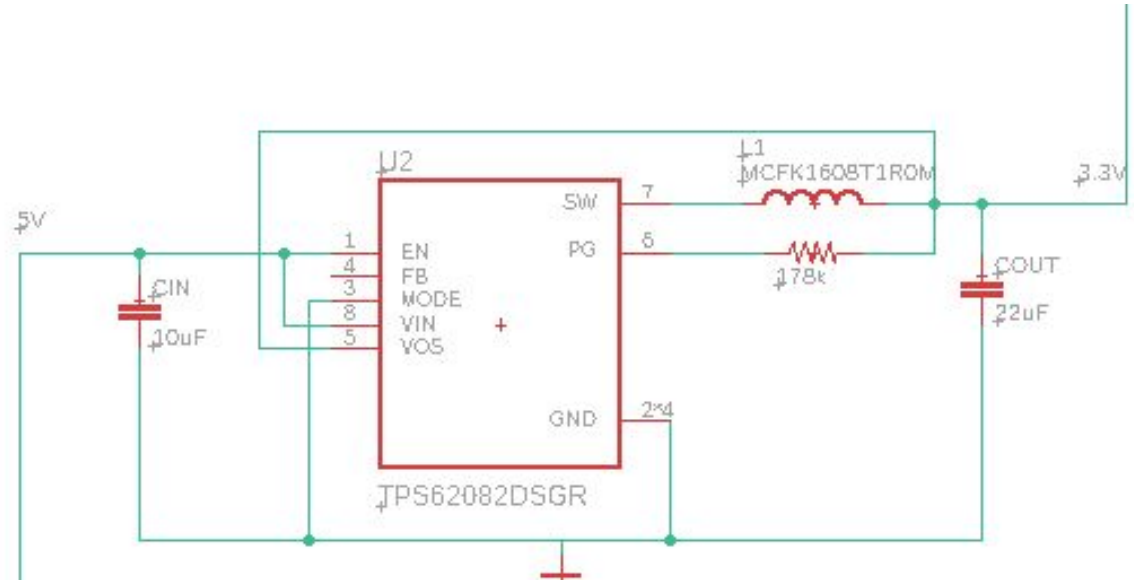 U2
L1
MCFK1608T1R0M
3.3V
SW 7
5V
1 EN
PG 6
4 FB
178k
COUT
CIN
3 MODE
8 VIN
22uF
10uF
5 VOS
GND 2*4
TPS62082DSGR